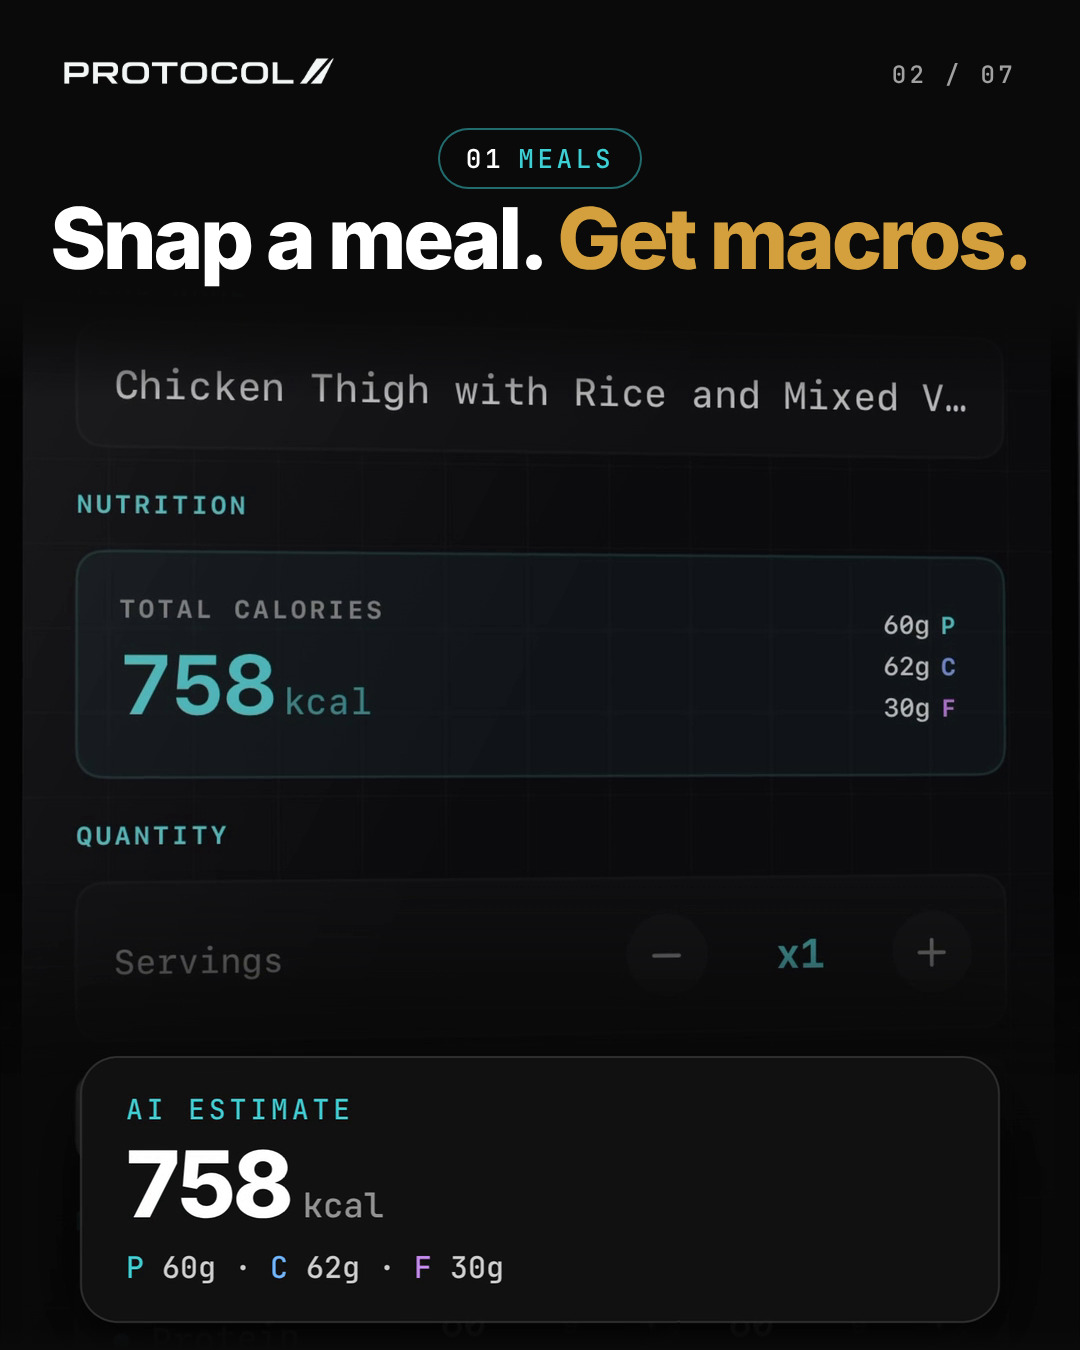 PROTOCOL
02 / 07
01 MEALS
Snap a meal. Get macros.
Chicken Thigh with Rice and Mixed V…
NUTRITION
TOTAL CALORIES
758 kcal
60g P
62g C
30g F
QUANTITY
Servings
x1
AI ESTIMATE
758 kcal
P 60g · C 62g · F 30g